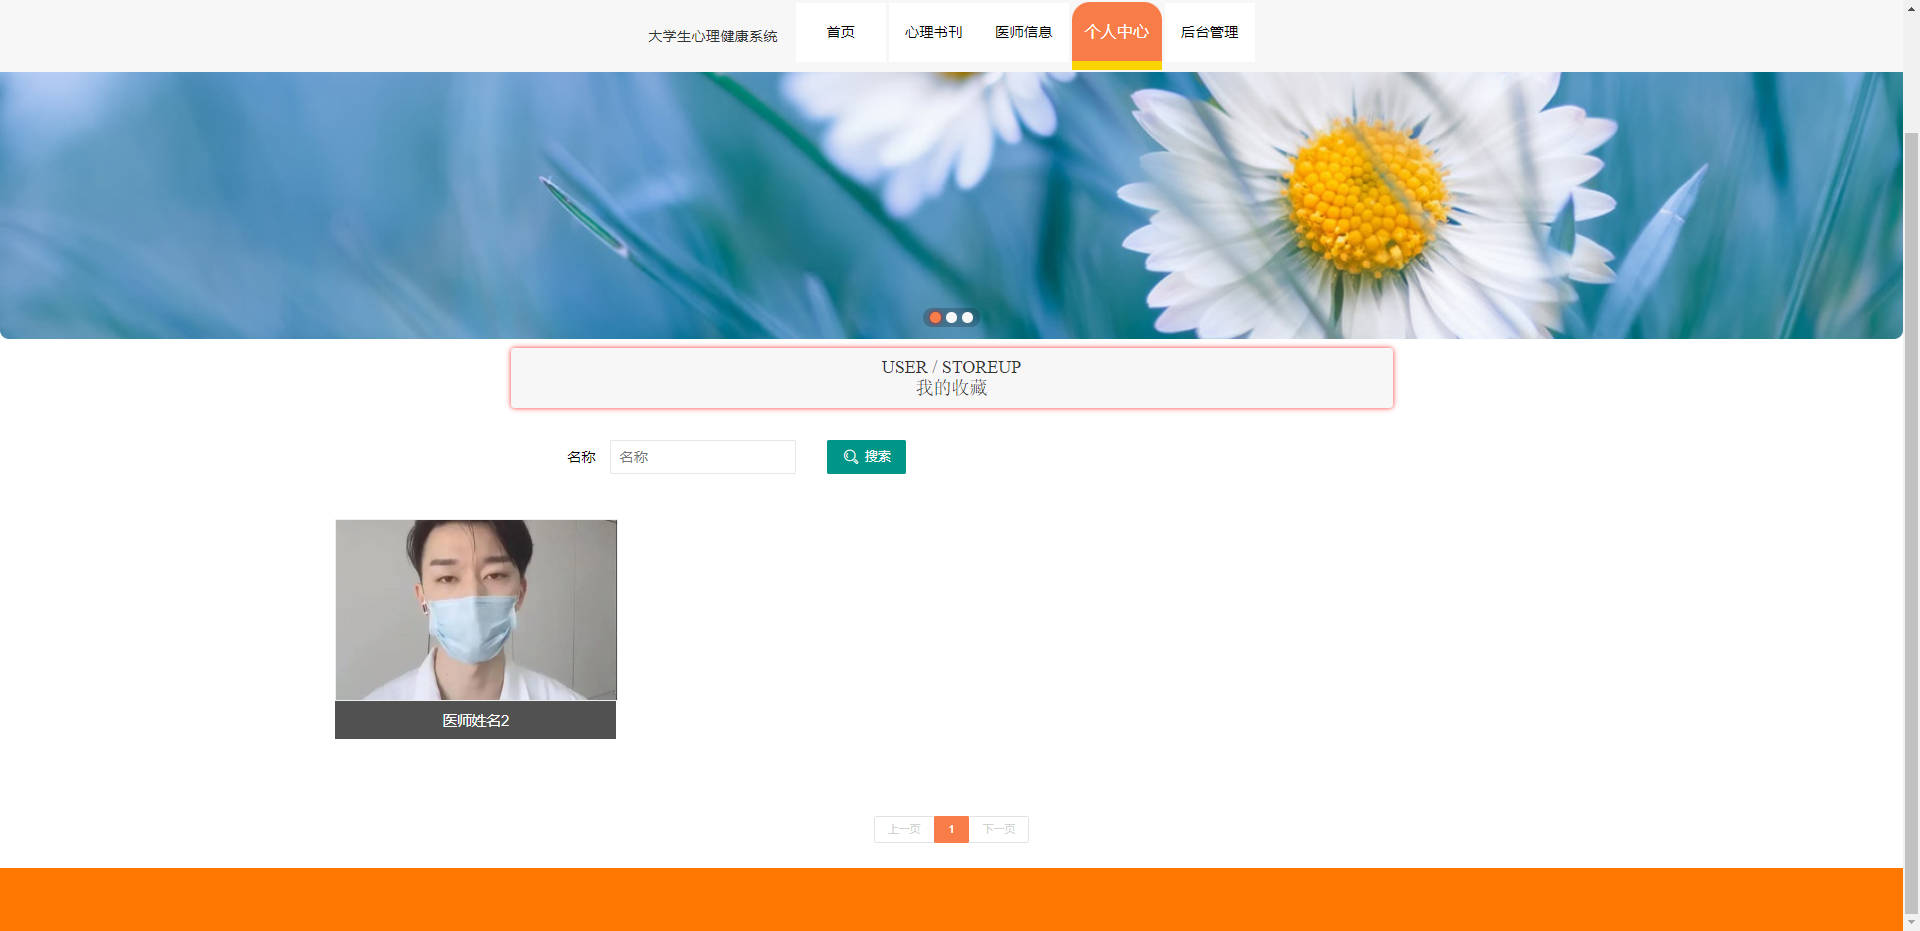 大学生心理健康系统
首页
心理书刊
医师信息
个人中心
后台管理
USER / STOREUP
我的收藏
名称
名称
搜索
医师姓名2
上一页
1
下一页